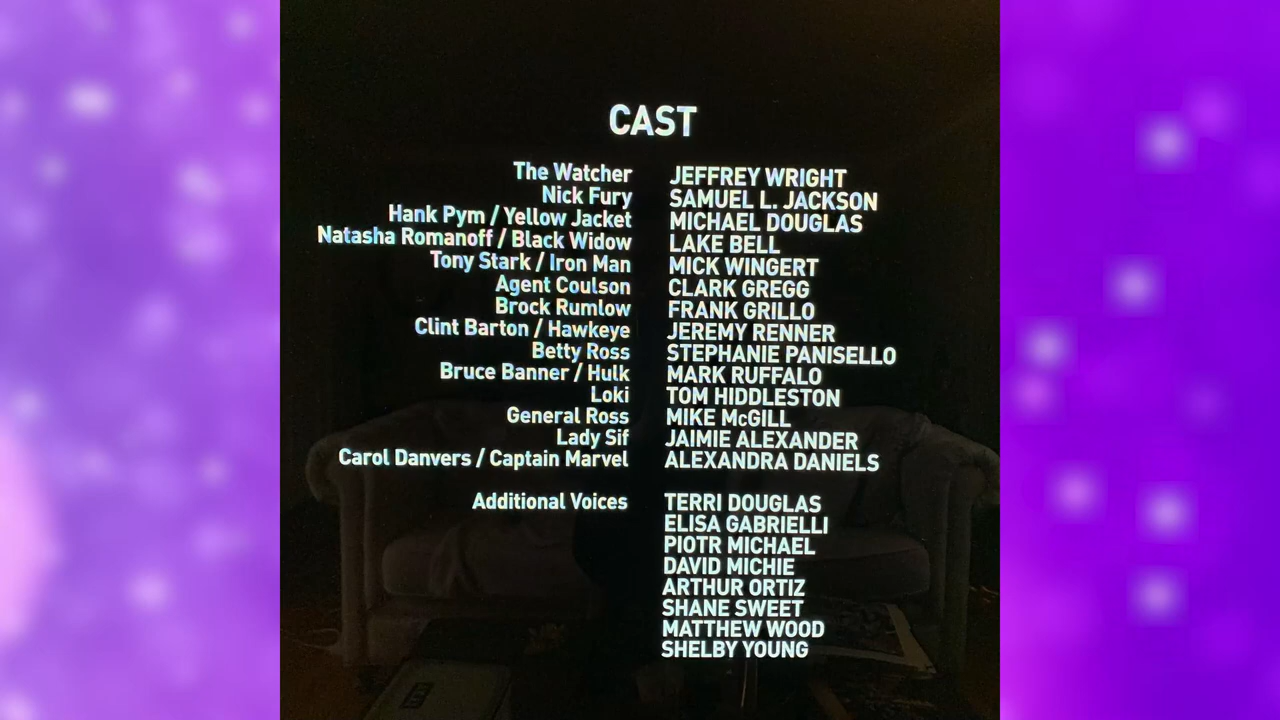 CAST
The Watcher JEFFREY WRIGHT
Nick Fury SAMUEL L. JACKSON
Hank Pym / Yellow Jacket MICHAEL DOUGLAS
Natasha Romanoff / Black Widow LAKE BELL
Tony Stark / Iron Man MICK WINGERT
Agent Coulson CLARK GREGG
Brock Rumlow FRANK GRILLO
Clint Barton / Hawkeye JEREMY RENNER
Betty Ross STEPHANIE PANISELLO
Bruce Banner / Hulk MARK RUFFALO
Loki TOM HIDDLESTON
General Ross MIKE McGILL
Lady Sif JAIMIE ALEXANDER
Carol Danvers / Captain Marvel ALEXANDRA DANIELS
Additional Voices TERRI DOUGLAS
ELISA GABRIELLI
PIOTR MICHAEL
DAVID MICHIE
ARTHUR ORTIZ
SHANE SWEET
MATTHEW WOOD
SHELBY YOUNG